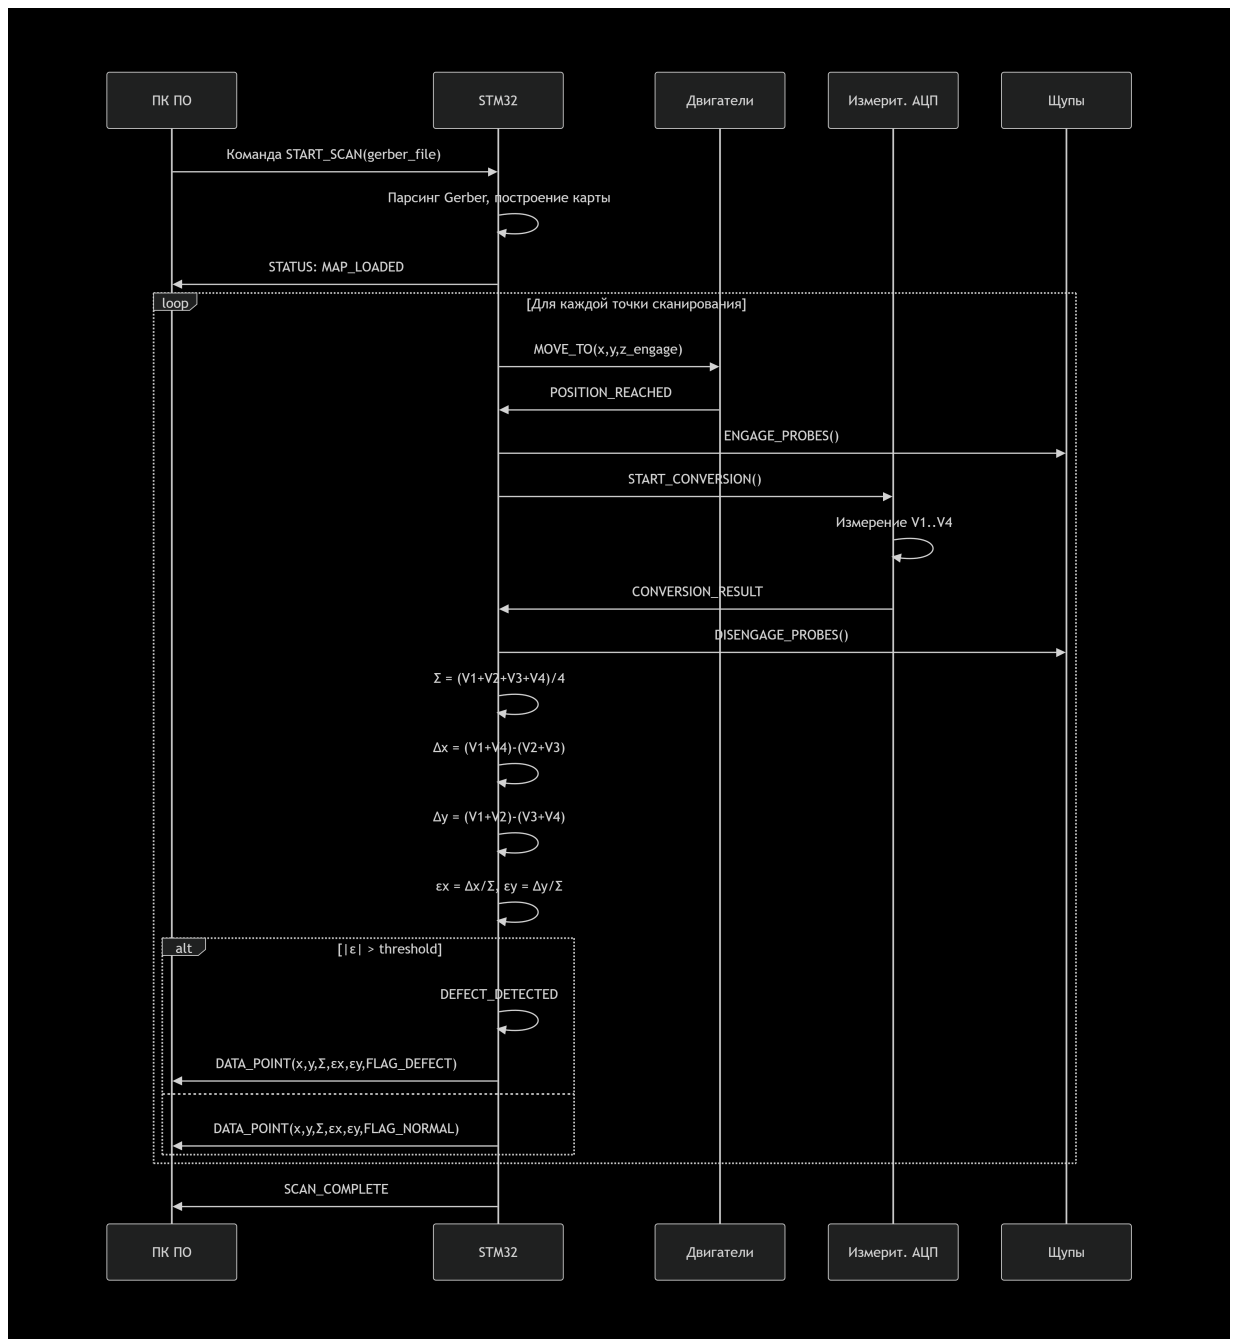 ПК ПО
STM32
Двигатели
Измерит. АЦП
Щупы
Команда START_SCAN(gerber_file)
Парсинг Gerber, построение карты
STATUS: MAP_LOADED
loop
[Для каждой точки сканирования]
MOVE_TO(x,y,z_engage)
POSITION_REACHED
ENGAGE_PROBES()
START_CONVERSION()
Измерение V1..V4
CONVERSION_RESULT
DISENGAGE_PROBES()
Σ = (V1+V2+V3+V4)/4
Δx = (V1+V4)-(V2+V3)
Δy = (V1+V2)-(V3+V4)
εx = Δx/Σ, εy = Δy/Σ
alt
[|ε| > threshold]
DEFECT_DETECTED
DATA_POINT(x,y,Σ,εx,εy,FLAG_DEFECT)
DATA_POINT(x,y,Σ,εx,εy,FLAG_NORMAL)
SCAN_COMPLETE
ПК ПО
STM32
Двигатели
Измерит. АЦП
Щупы